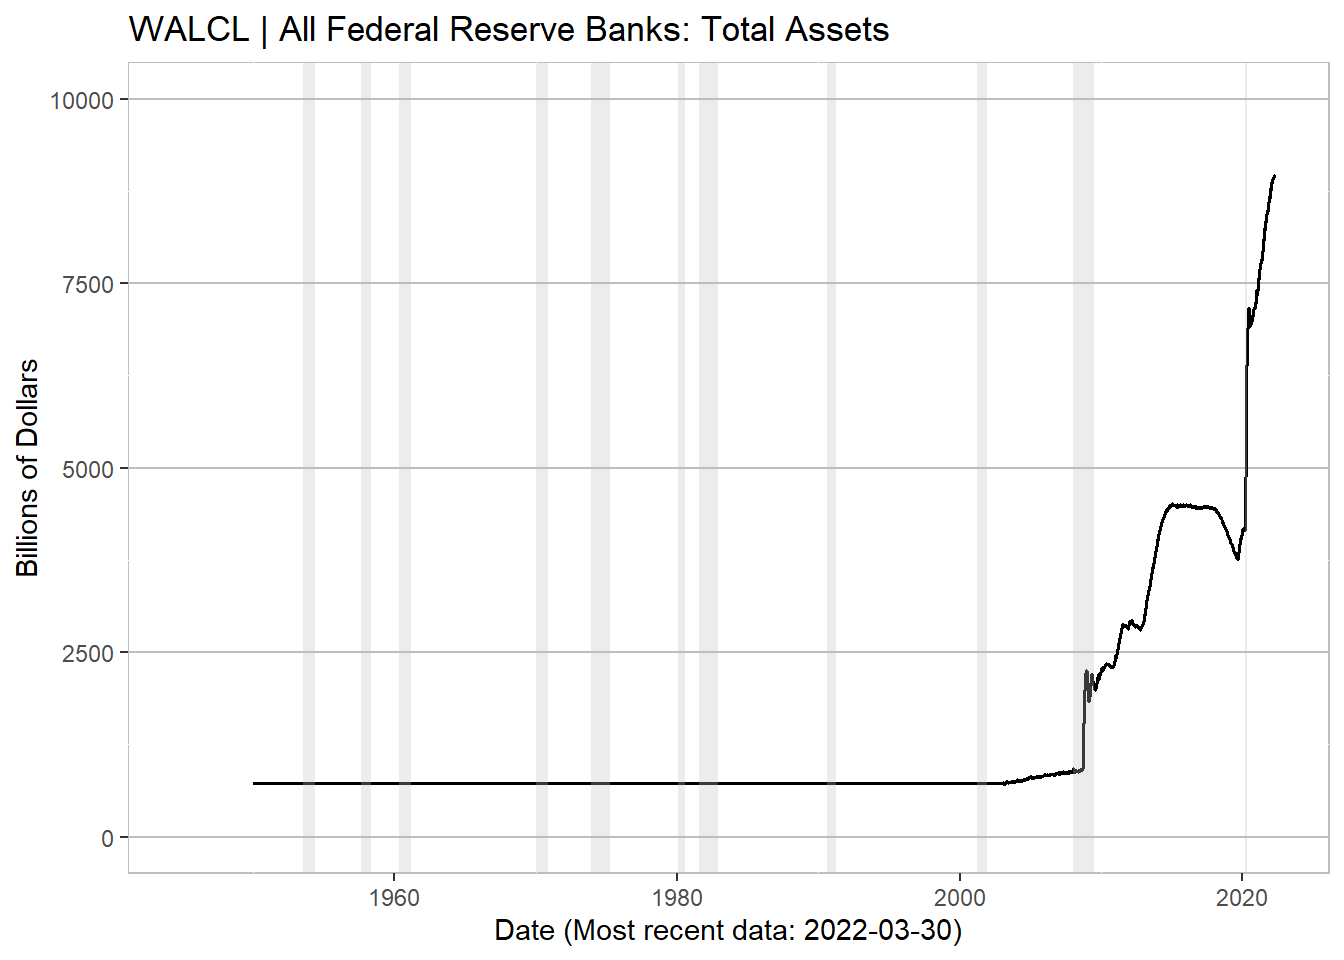 WALCL | All Federal Reserve Banks: Total Assets
10000
7500
5000
2500
0
Billions of Dollars
1960 1980 2000 2020
Date (Most recent data: 2022-03-30)